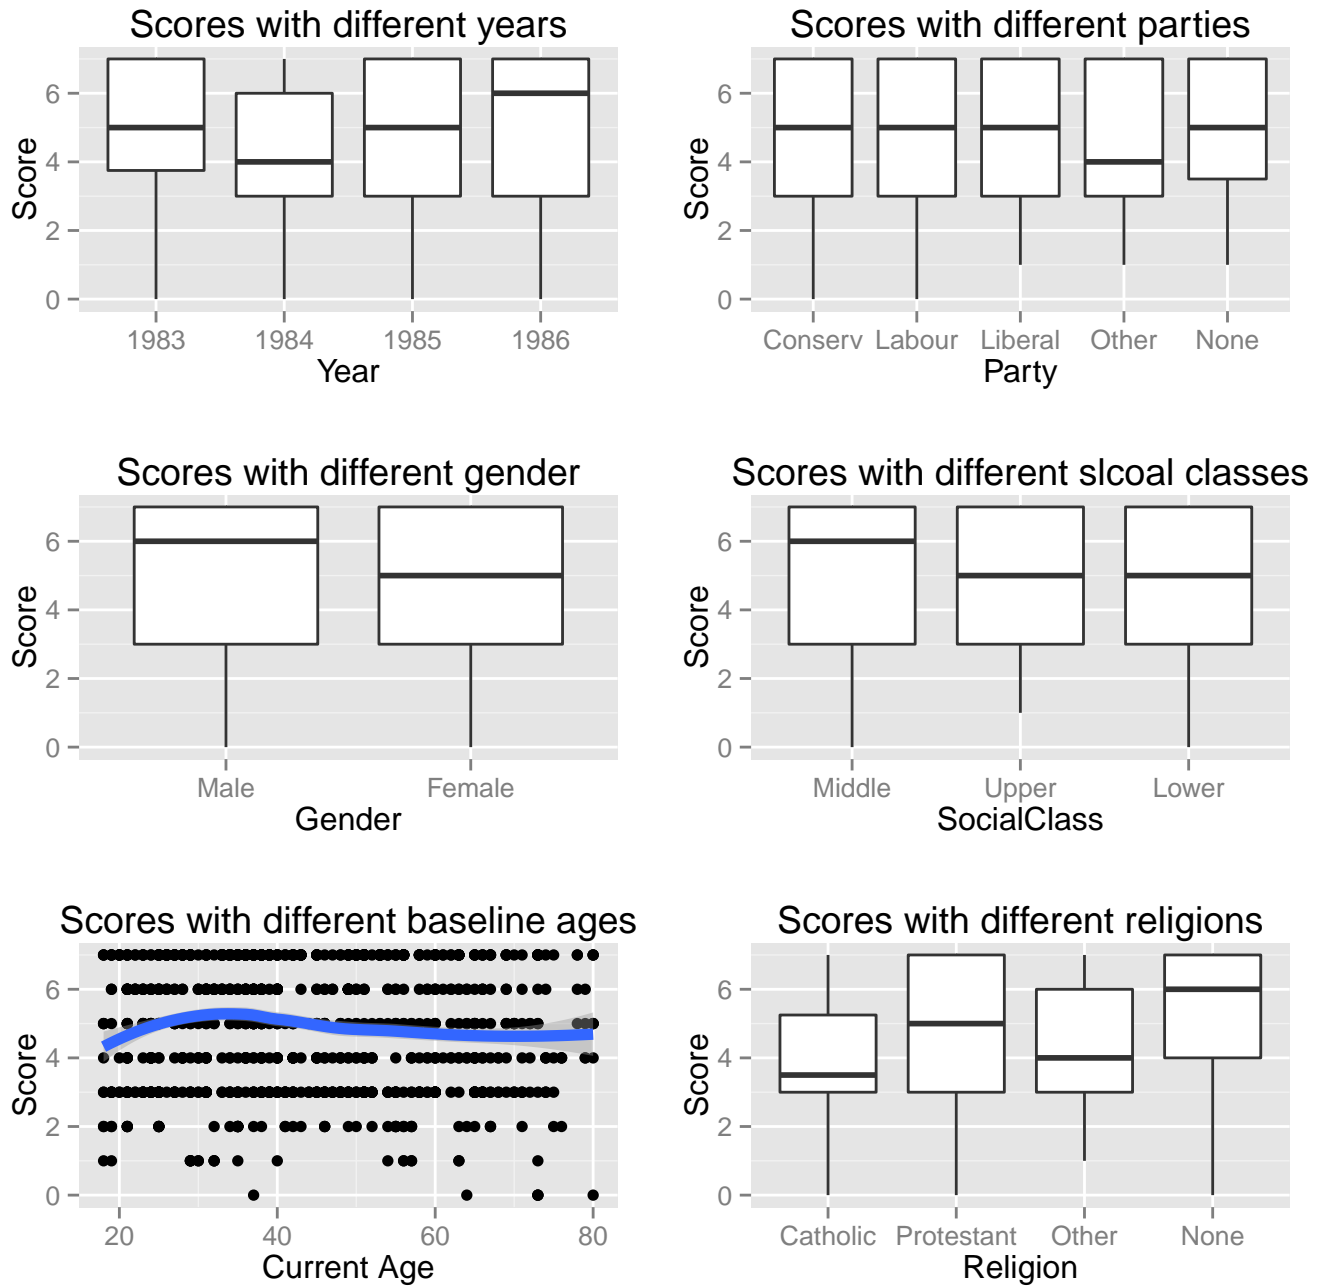 Scores with different years
Score
6
4
2
0
1983 1984 1985 1986
Year
Scores with different parties
Score
6
4
2
0
Conserv Labour Liberal Other None
Party
Scores with different gender
Score
6
4
2
0
Male Female
Gender
Scores with different slcoal classes
Score
6
4
2
0
Middle Upper Lower
SocialClass
Scores with different baseline ages
Score
6
4
2
0
20 40 60 80
Current Age
Scores with different religions
Score
6
4
2
0
Catholic Protestant Other None
Religion